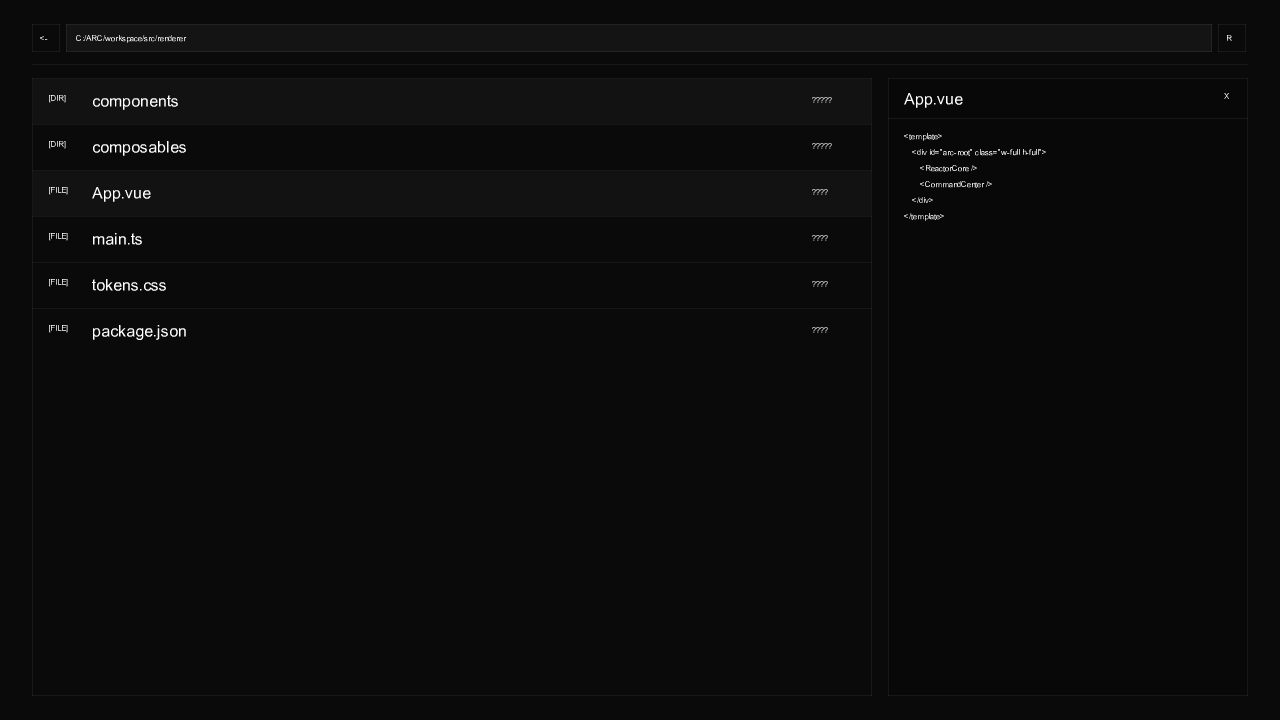 <-
C:/ARC/workspace/src/renderer
R
[DIR] components ?????
[DIR] composables ?????
[FILE] App.vue ????
[FILE] main.ts ????
[FILE] tokens.css ????
[FILE] package.json ????
App.vue X
<template>
<div id="arc-root" class="w-full h-full">
<ReactorCore />
<CommandCenter />
</div>
</template>